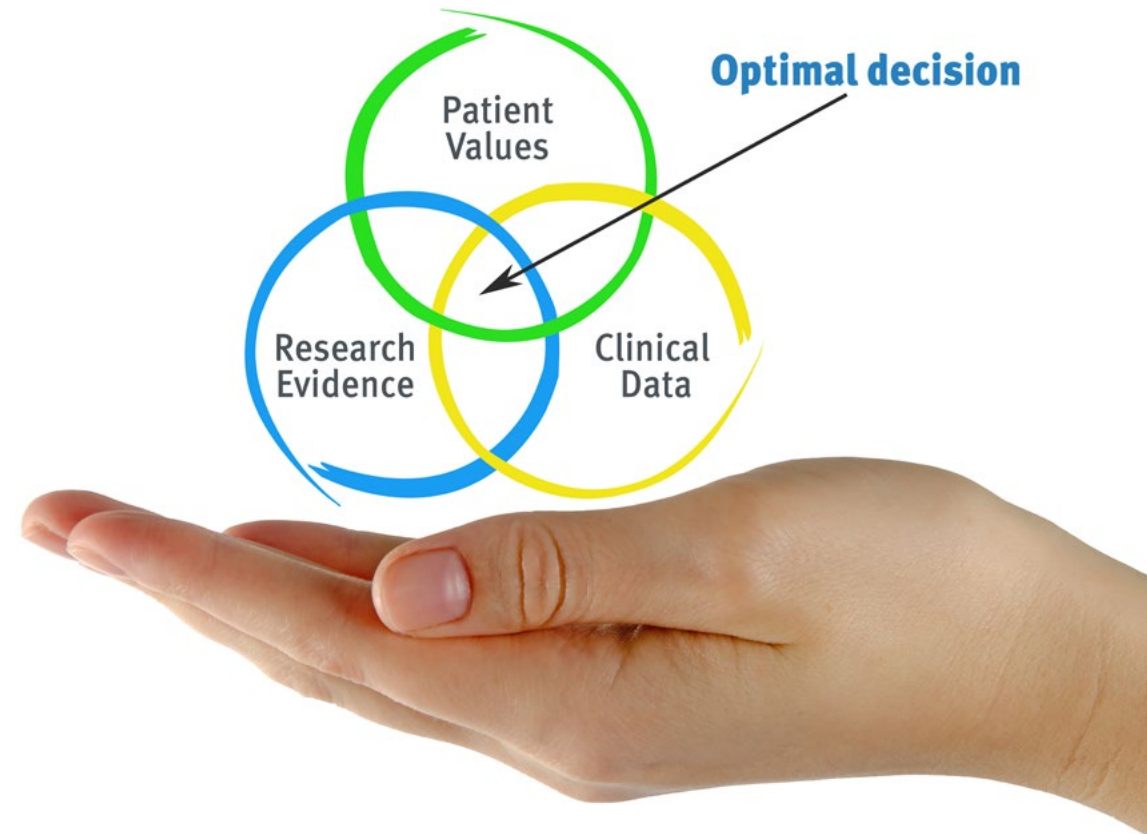 Optimal decision
Patient
Values
Research
Evidence
Clinical
Data